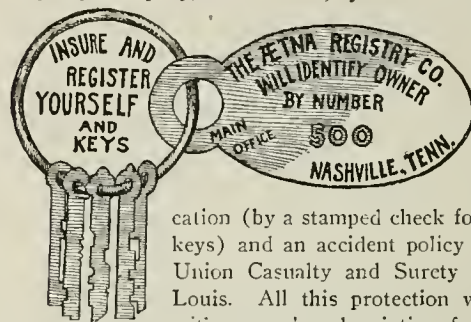 INSURE AND
REGISTER
YOURSELF
AND
KEYS
THE ÆTNA REGISTRY CO.
WILL IDENTIFY OWNER
BY NUMBER
MAIN
OFFICE
500
NASHVILLE, TENN.
cation (by a stamped check fo
keys) and an accident policy
Union Casualty and Surety
Louis. All this protection w